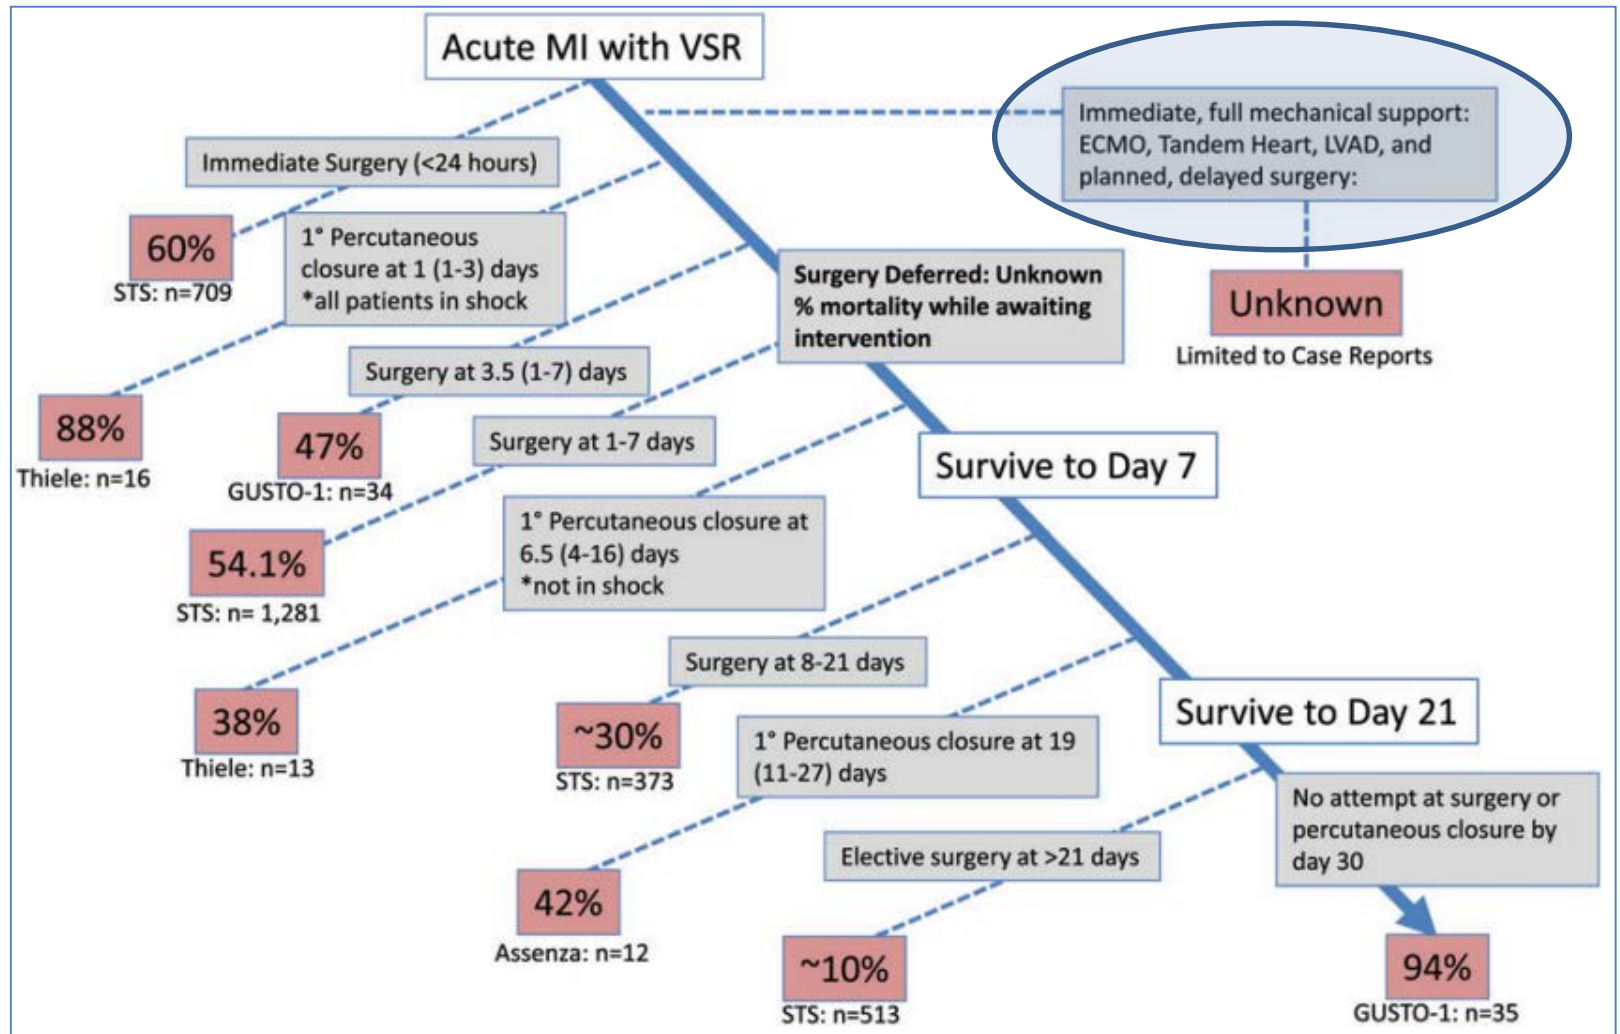 Acute MI with VSR
Immediate, full mechanical support:
ECMO, Tandem Heart, LVAD, and
planned, delayed surgery:
Unknown
Limited to Case Reports
Immediate Surgery (<24 hours)
60%
STS: n=709
1° Percutaneous
closure at 1 (1-3) days
*all patients in shock
88%
Thiele: n=16
Surgery at 3.5 (1-7) days
47%
GUSTO-1: n=34
Surgery Deferred: Unknown
% mortality while awaiting
intervention
Surgery at 1-7 days
54.1%
STS: n= 1,281
Survive to Day 7
1° Percutaneous closure at
6.5 (4-16) days
*not in shock
38%
Thiele: n=13
Surgery at 8-21 days
~30%
STS: n=373
Survive to Day 21
1° Percutaneous closure at 19
(11-27) days
42%
Assenza: n=12
Elective surgery at >21 days
~10%
STS: n=513
No attempt at surgery or
percutaneous closure by
day 30
94%
GUSTO-1: n=35